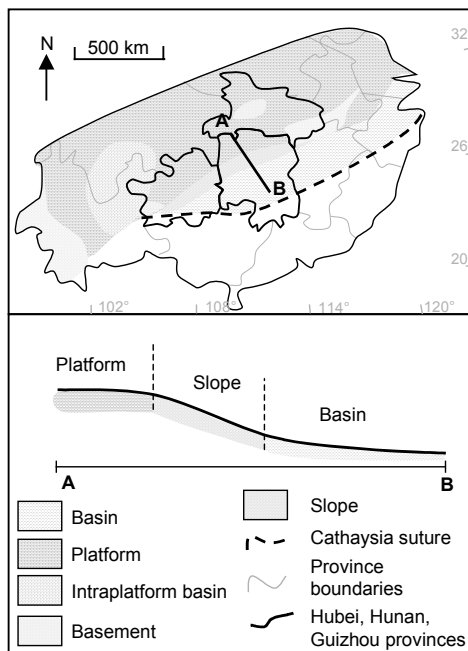 N
500 km
32
A
26
B
20
102°
108°
114°
120°
Platform
Slope
Basin
A
B
Basin
Platform
Intraplatform basin
Basement
Slope
Cathaysia suture
Province
boundaries
Hubei, Hunan,
Guizhou provinces